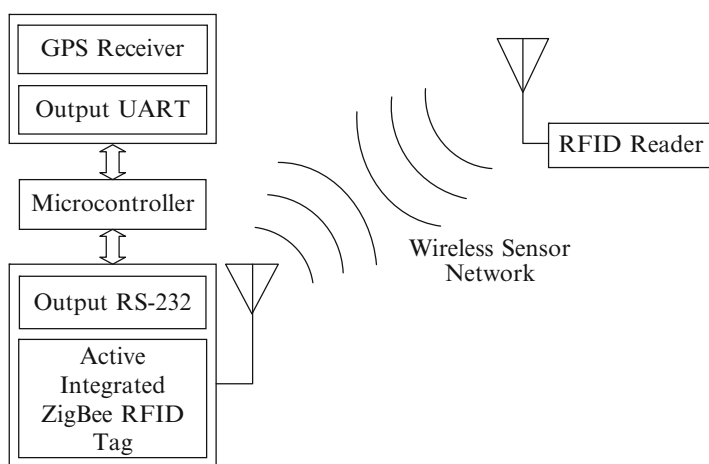 GPS Receiver
Output UART
Microcontroller
Output RS-232
Active
Integrated
ZigBee RFID
Tag
Wireless Sensor
Network
RFID Reader